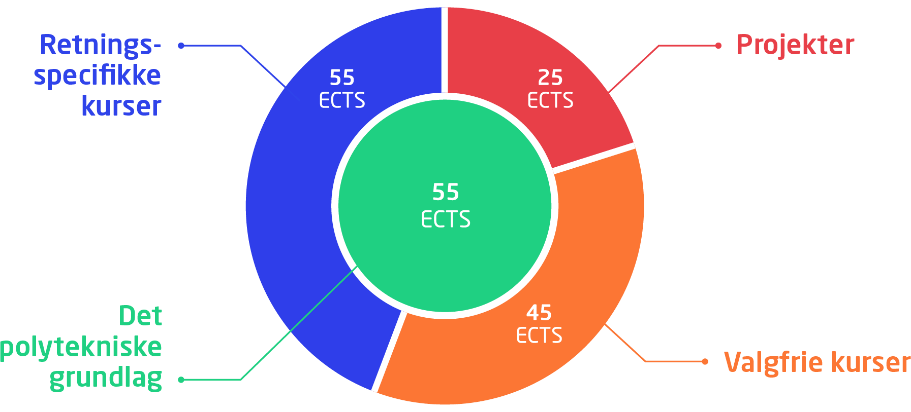 Retnings-
specifikke
kurser
55
ECTS
25
ECTS
Projekter
55
ECTS
Det
polytekniske
grundlag
45
ECTS
Valgfrie kurser